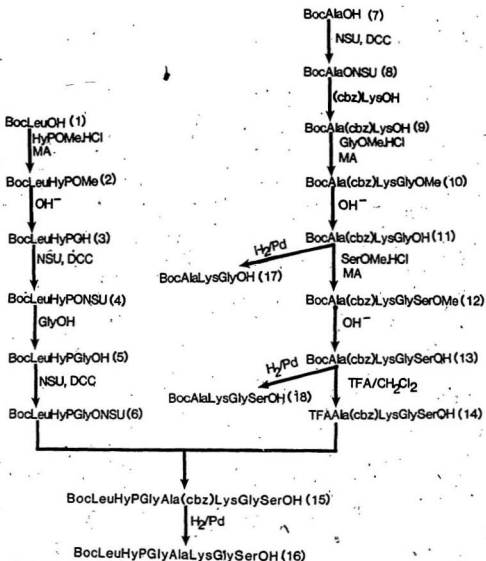 BocAlaOH (7)
NSU, DCC
BocAlaONSU (8)
(cbz)LysOH
BocAla(cbz)LysOH (9)
GlyOMe.HCl
MA
BocAla(cbz)LysGlyOMe (10)
OH⁻
BocAla(cbz)LysGlyOH (11)
H₂/Pd
BocAlaLysGlyOH (17)
SerOMe.HCl
MA
BocAla(cbz)LysGlySerOMe (12)
OH⁻
BocAla(cbz)LysGlySerOH (13)
H₂/Pd
BocAlaLysGlySerOH (18)
TFA/CH₂Cl₂
TFAAla(cbz)LysGlySerOH (14)
BocLeuOH (1)
HyPOMe.HCl
MA
BocLeuHyPOMe (2)
OH⁻
BocLeuHyPGH (3)
NSU, DCC
BocLeuHyPONSU (4)
GlyOH
BocLeuHyPGlyOH (5)
NSU, DCC
BocLeuHyPGlyONSU (6)
BocLeuHyPGlyAla(cbz)LysGlySerOH (15)
H₂/Pd
BocLeuHyPGlyAlaLysGlySerOH (16)